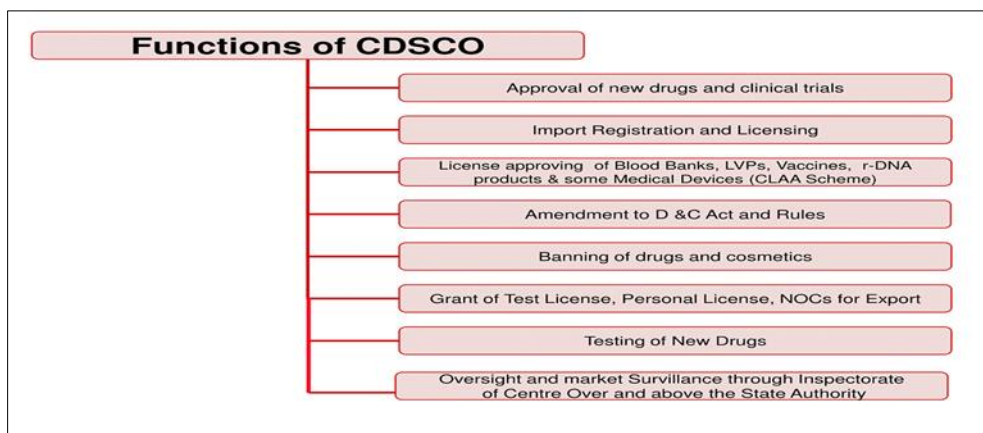 Functions of CDSCO
Approval of new drugs and clinical trials
Import Registration and Licensing
License approving of Blood Banks, LVPs, Vaccines, r-DNA
products & some Medical Devices (CLAA Scheme)
Amendment to D &C Act and Rules
Banning of drugs and cosmetics
Grant of Test License, Personal License, NOCs for Export
Testing of New Drugs
Oversight and market Survillance through Inspectorate
of Centre Over and above the State Authority